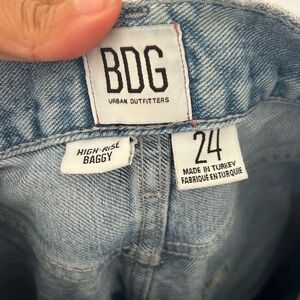 BDG
URBAN OUTFITTERS
HIGH-RISE
BAGGY
24
MADE IN TURKEY
FABRIQUE EN TURQUIE